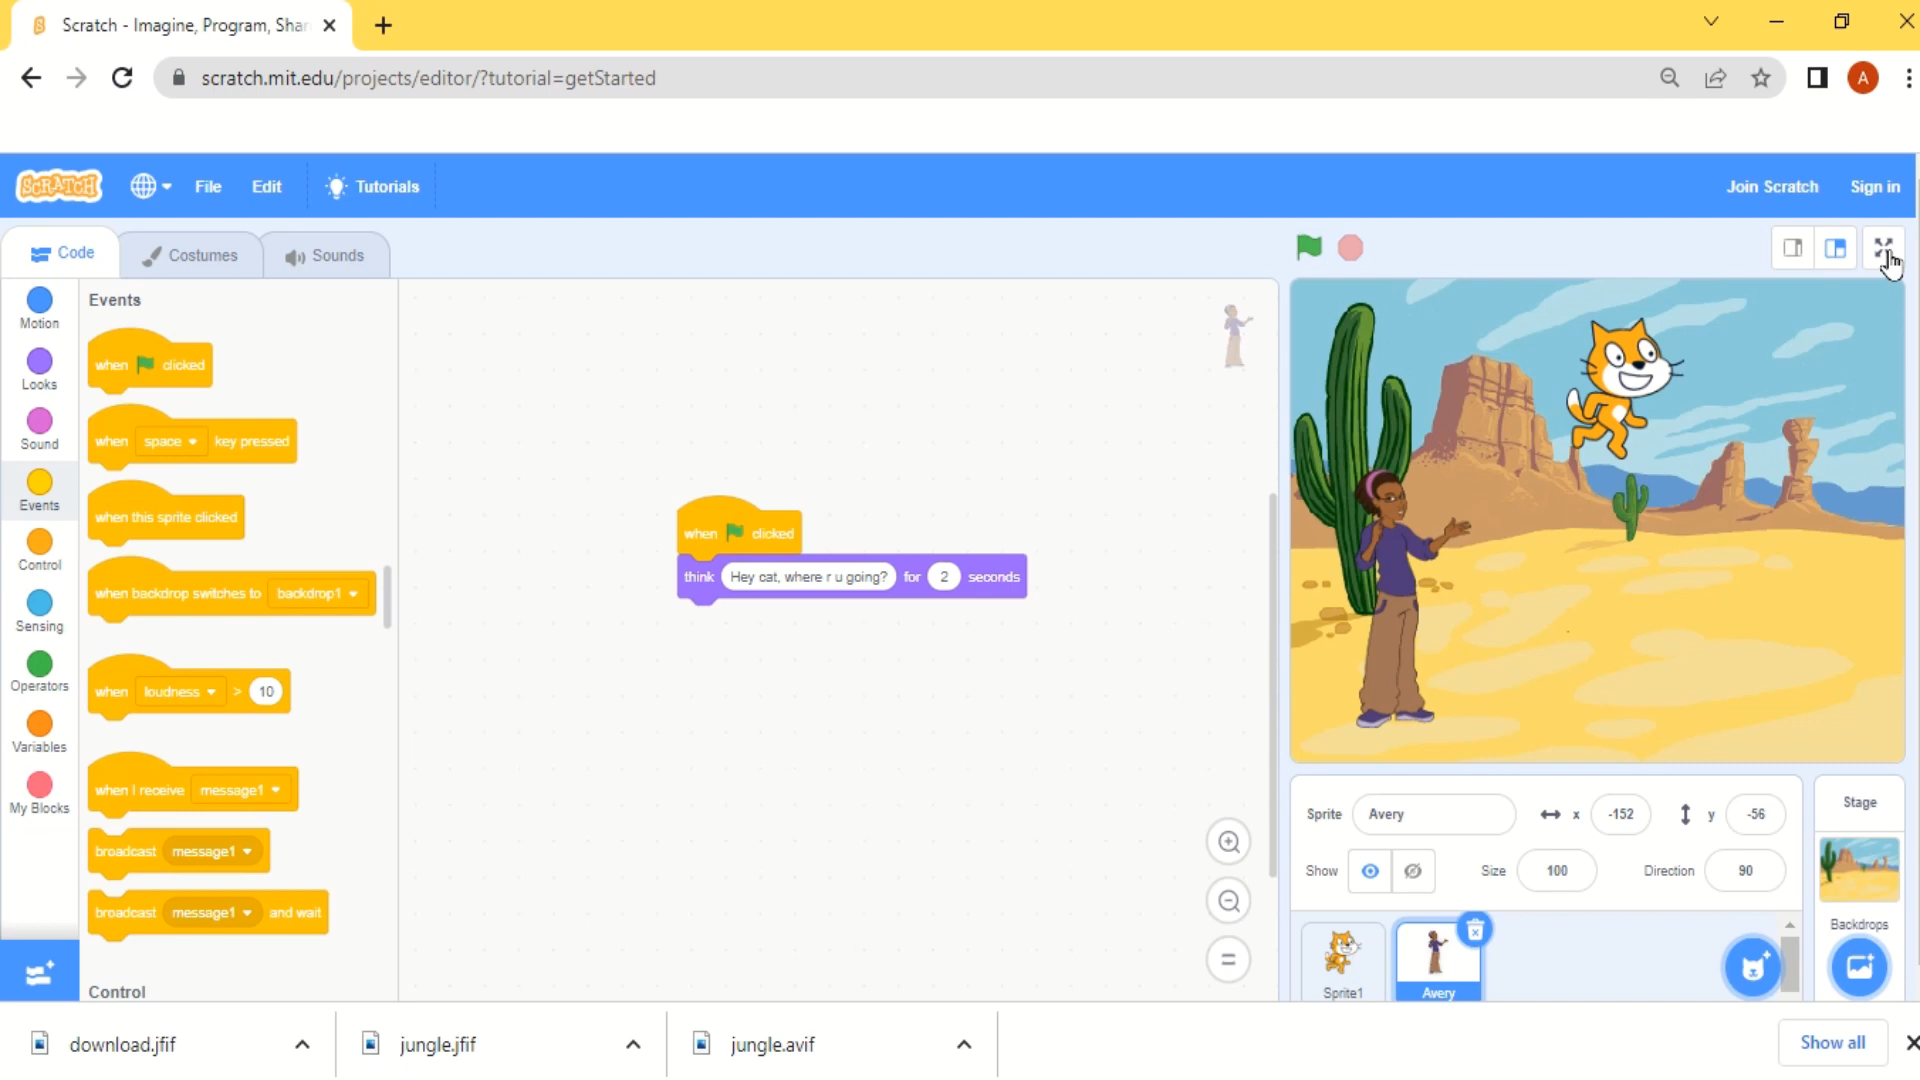 Scratch - Imagine, Program, Shar
scratch.mit.edu/projects/editor/?tutorial=getStarted
A
SCRATCH
File
Edit
Tutorials
Join Scratch
Sign in
Code
Costumes
Sounds
Motion
Looks
Sound
Events
Control
Sensing
Operators
Variables
My Blocks
Events
when clicked
when space key pressed
when this sprite clicked
when backdrop switches to backdrop1
when loudness > 10
when I receive message1
broadcast message1
broadcast message1 and wait
Control
when clicked
think Hey cat, where r u going? for 2 seconds
Sprite Avery x -152 y -56
Show Size 100 Direction 90
Sprite1
Avery
Stage
Backdrops
download.jfif
jungle.jfif
jungle.avif
Show all